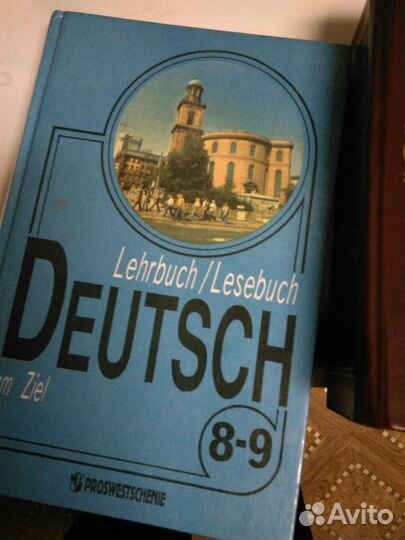 Lehrbuch/Lesebuch
DEUTSCH
Ziel
8-9
PROSWESTSCHENIE
Avito